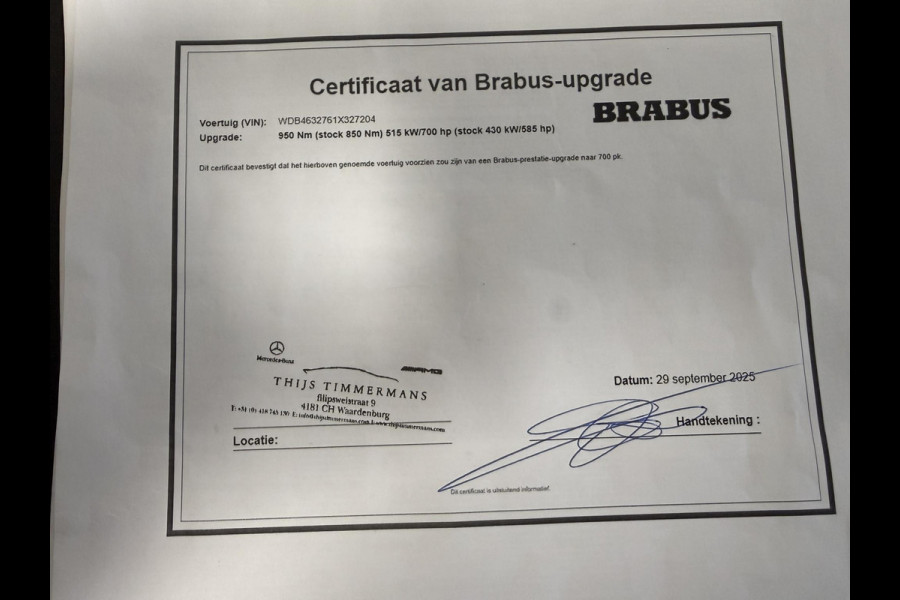 Certificaat van Brabus-upgrade
BRABUS
Voertuig (VIN): WDB4632761X327204
Upgrade: 950 Nm (stock 850 Nm) 515 kW/700 hp (stock 430 kW/585 hp)
Dit certificaat bevestigt dat het hierboven genoemde voertuig voorzien zou zijn van een Brabus-prestatie-upgrade naar 700 pk.
Mercedes-Benz
AMG
THIJS TIMMERMANS
filipsweistraat 9
4181 CH Waardenburg
Locatie:
Datum: 29 september 2025
Handtekening :
Dit certificaat is uitsluitend informatief.